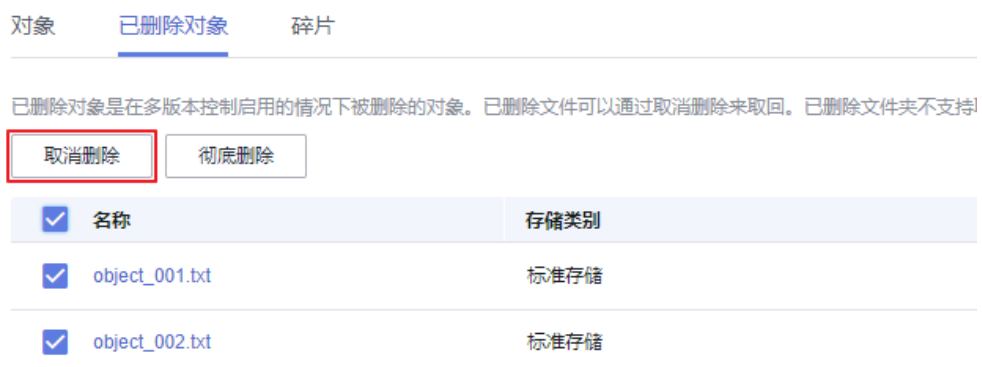 对象 已删除对象 碎片
已删除对象是在多版本控制启用的情况下被删除的对象。已删除文件可以通过取消删除来取回。已删除文件夹不支持
取消删除 彻底删除
名称 存储类别
object_001.txt 标准存储
object_002.txt 标准存储